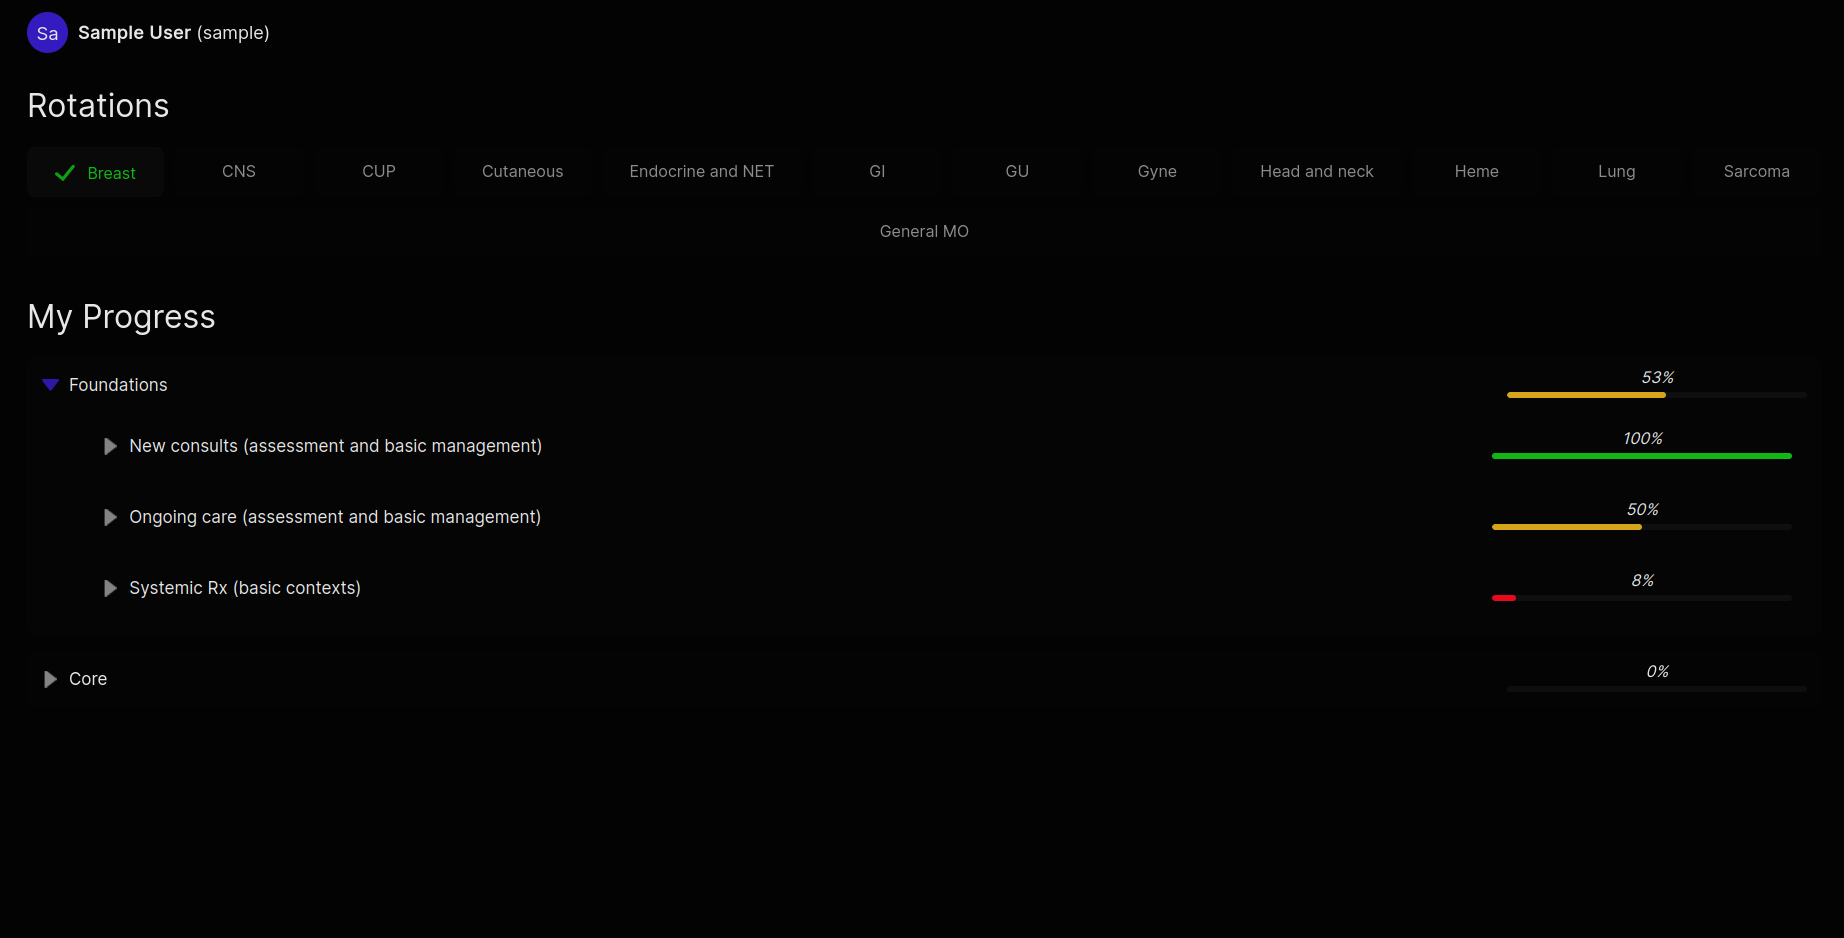 Sa Sample User (sample)
Rotations
Breast CNS CUP Cutaneous Endocrine and NET GI GU Gyne Head and neck Heme Lung Sarcoma
General MO
My Progress
Foundations 53%
New consults (assessment and basic management) 100%
Ongoing care (assessment and basic management) 50%
Systemic Rx (basic contexts) 8%
Core 0%